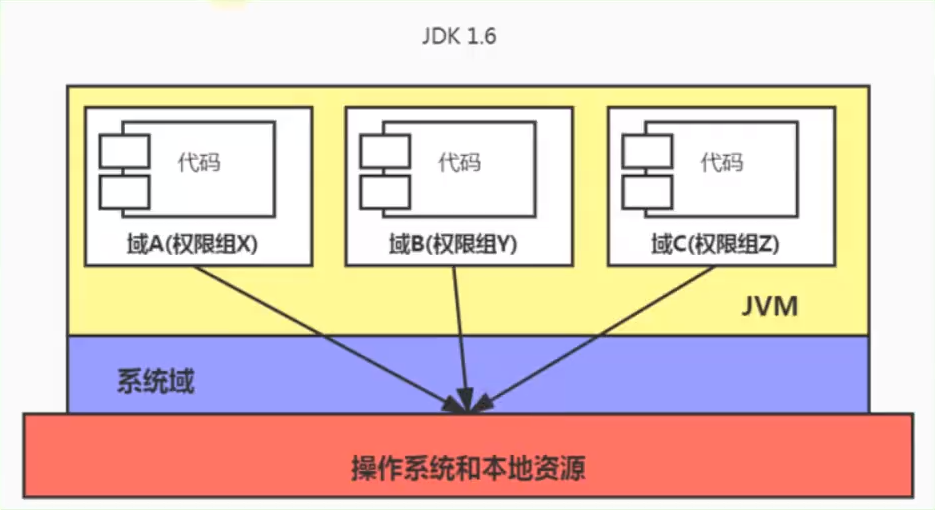 JDK 1.6
代码
代码
代码
域A(权限组X)
域B(权限组Y)
域C(权限组Z)
JVM
系统域
操作系统和本地资源